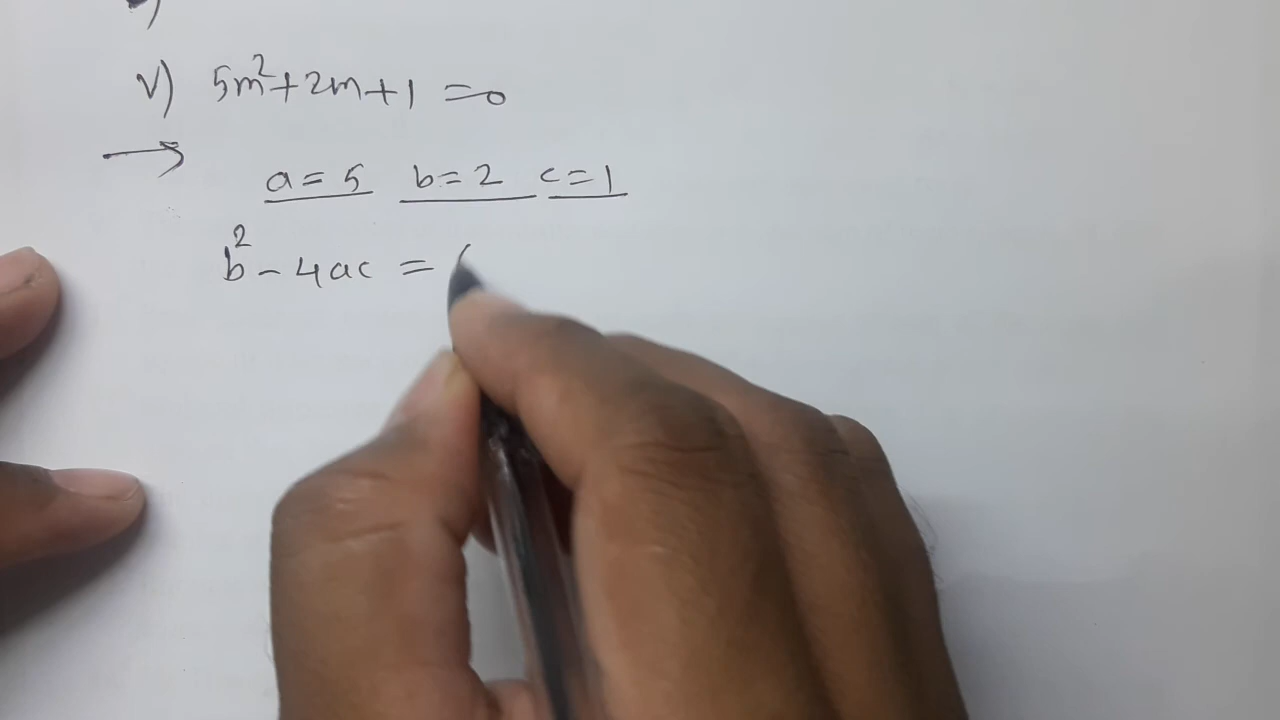 v) 5m²+2m+1 =0
→
a = 5 b = 2 c = 1
b² - 4ac = (